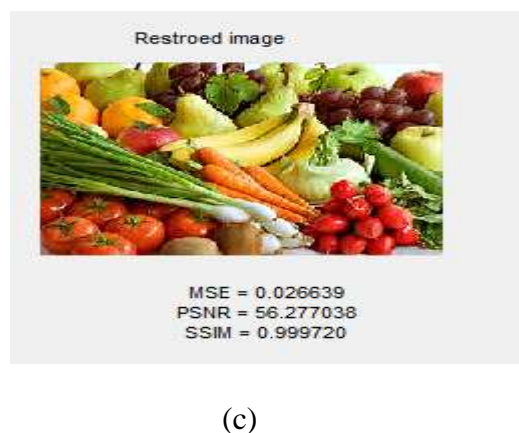 Restroed image
MSE = 0.026639
PSNR = 56.277038
SSIM = 0.999720
(c)